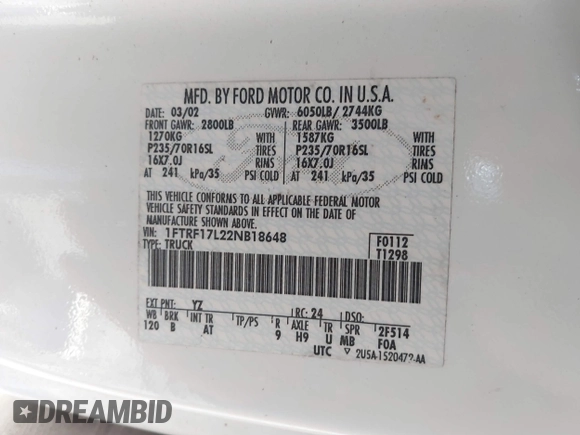 MFD. BY FORD MOTOR CO. IN U.S.A.
DATE: 03/02 GVWR: 6050LB/ 2744KG
FRONT GAWR: 2800LB REAR GAWR: 3500LB
1270KG WITH 1587KG WITH
P235/70R16SL TIRES P235/70R16SL TIRES
16X7.0J RIMS 16X7.0J RIMS
AT 241 kPa/35 PSI COLD AT 241 kPa/35 PSI COLD
THIS VEHICLE CONFORMS TO ALL APPLICABLE FEDERAL MOTOR
VEHICLE SAFETY STANDARDS IN EFFECT ON THE DATE OF
MANUFACTURE SHOWN ABOVE.
VIN: 1FTRF17L22NB18648 F0112
TYPE: TRUCK T1298
EXT PNT: YZ RC: 24 DSO:
WB BRK INT TR TP/PS R AXLE TR SPR 2F514
120 B AT 9 H9 U MB F0A
UTC ▽ 2U5A-1520472-AA
DREAMBID